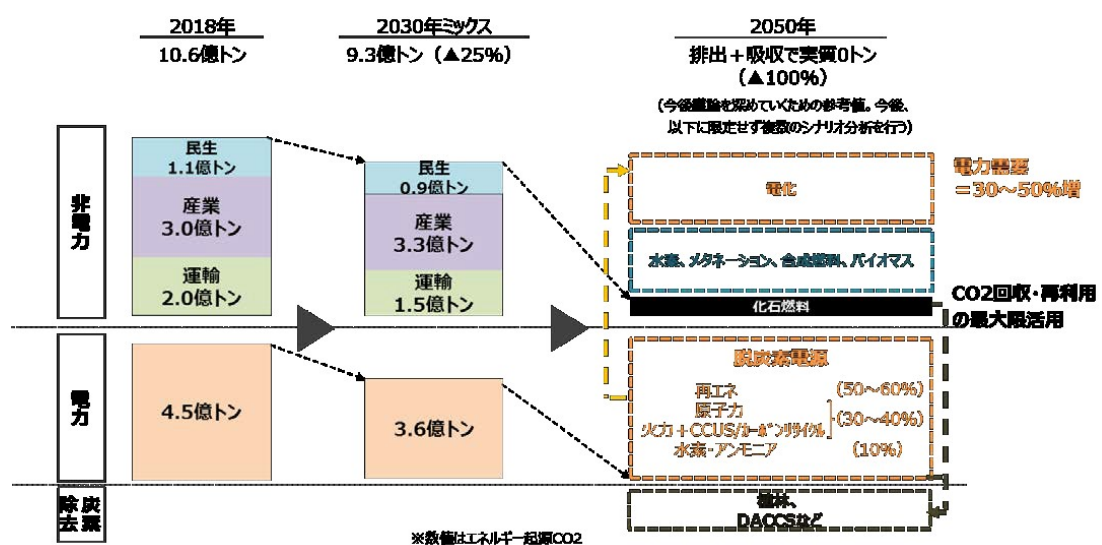 2018年
10.6億トン
2030年ミックス
9.3億トン（▲25%）
2050年
排出＋吸収で実質0トン
（▲100%）
（今後議論を深めていくための参考値。今後、
以下に限定せず複数のシナリオ分析を行う）
非電力
民生
1.1億トン
産業
3.0億トン
運輸
2.0億トン
民生
0.9億トン
産業
3.3億トン
運輸
1.5億トン
電化
電力需要
＝30～50%増
水素、メタネーション、合成燃料、バイオマス
化石燃料
CO2回収・再利用
の最大限活用
電力
4.5億トン
3.6億トン
脱炭素電源
再エネ （50～60%）
原子力
火力＋CCUS/カーボンリサイクル （30～40%）
水素・アンモニア （10%）
炭素
除去
植林、
DACCSなど
※数値はエネルギー起源CO2